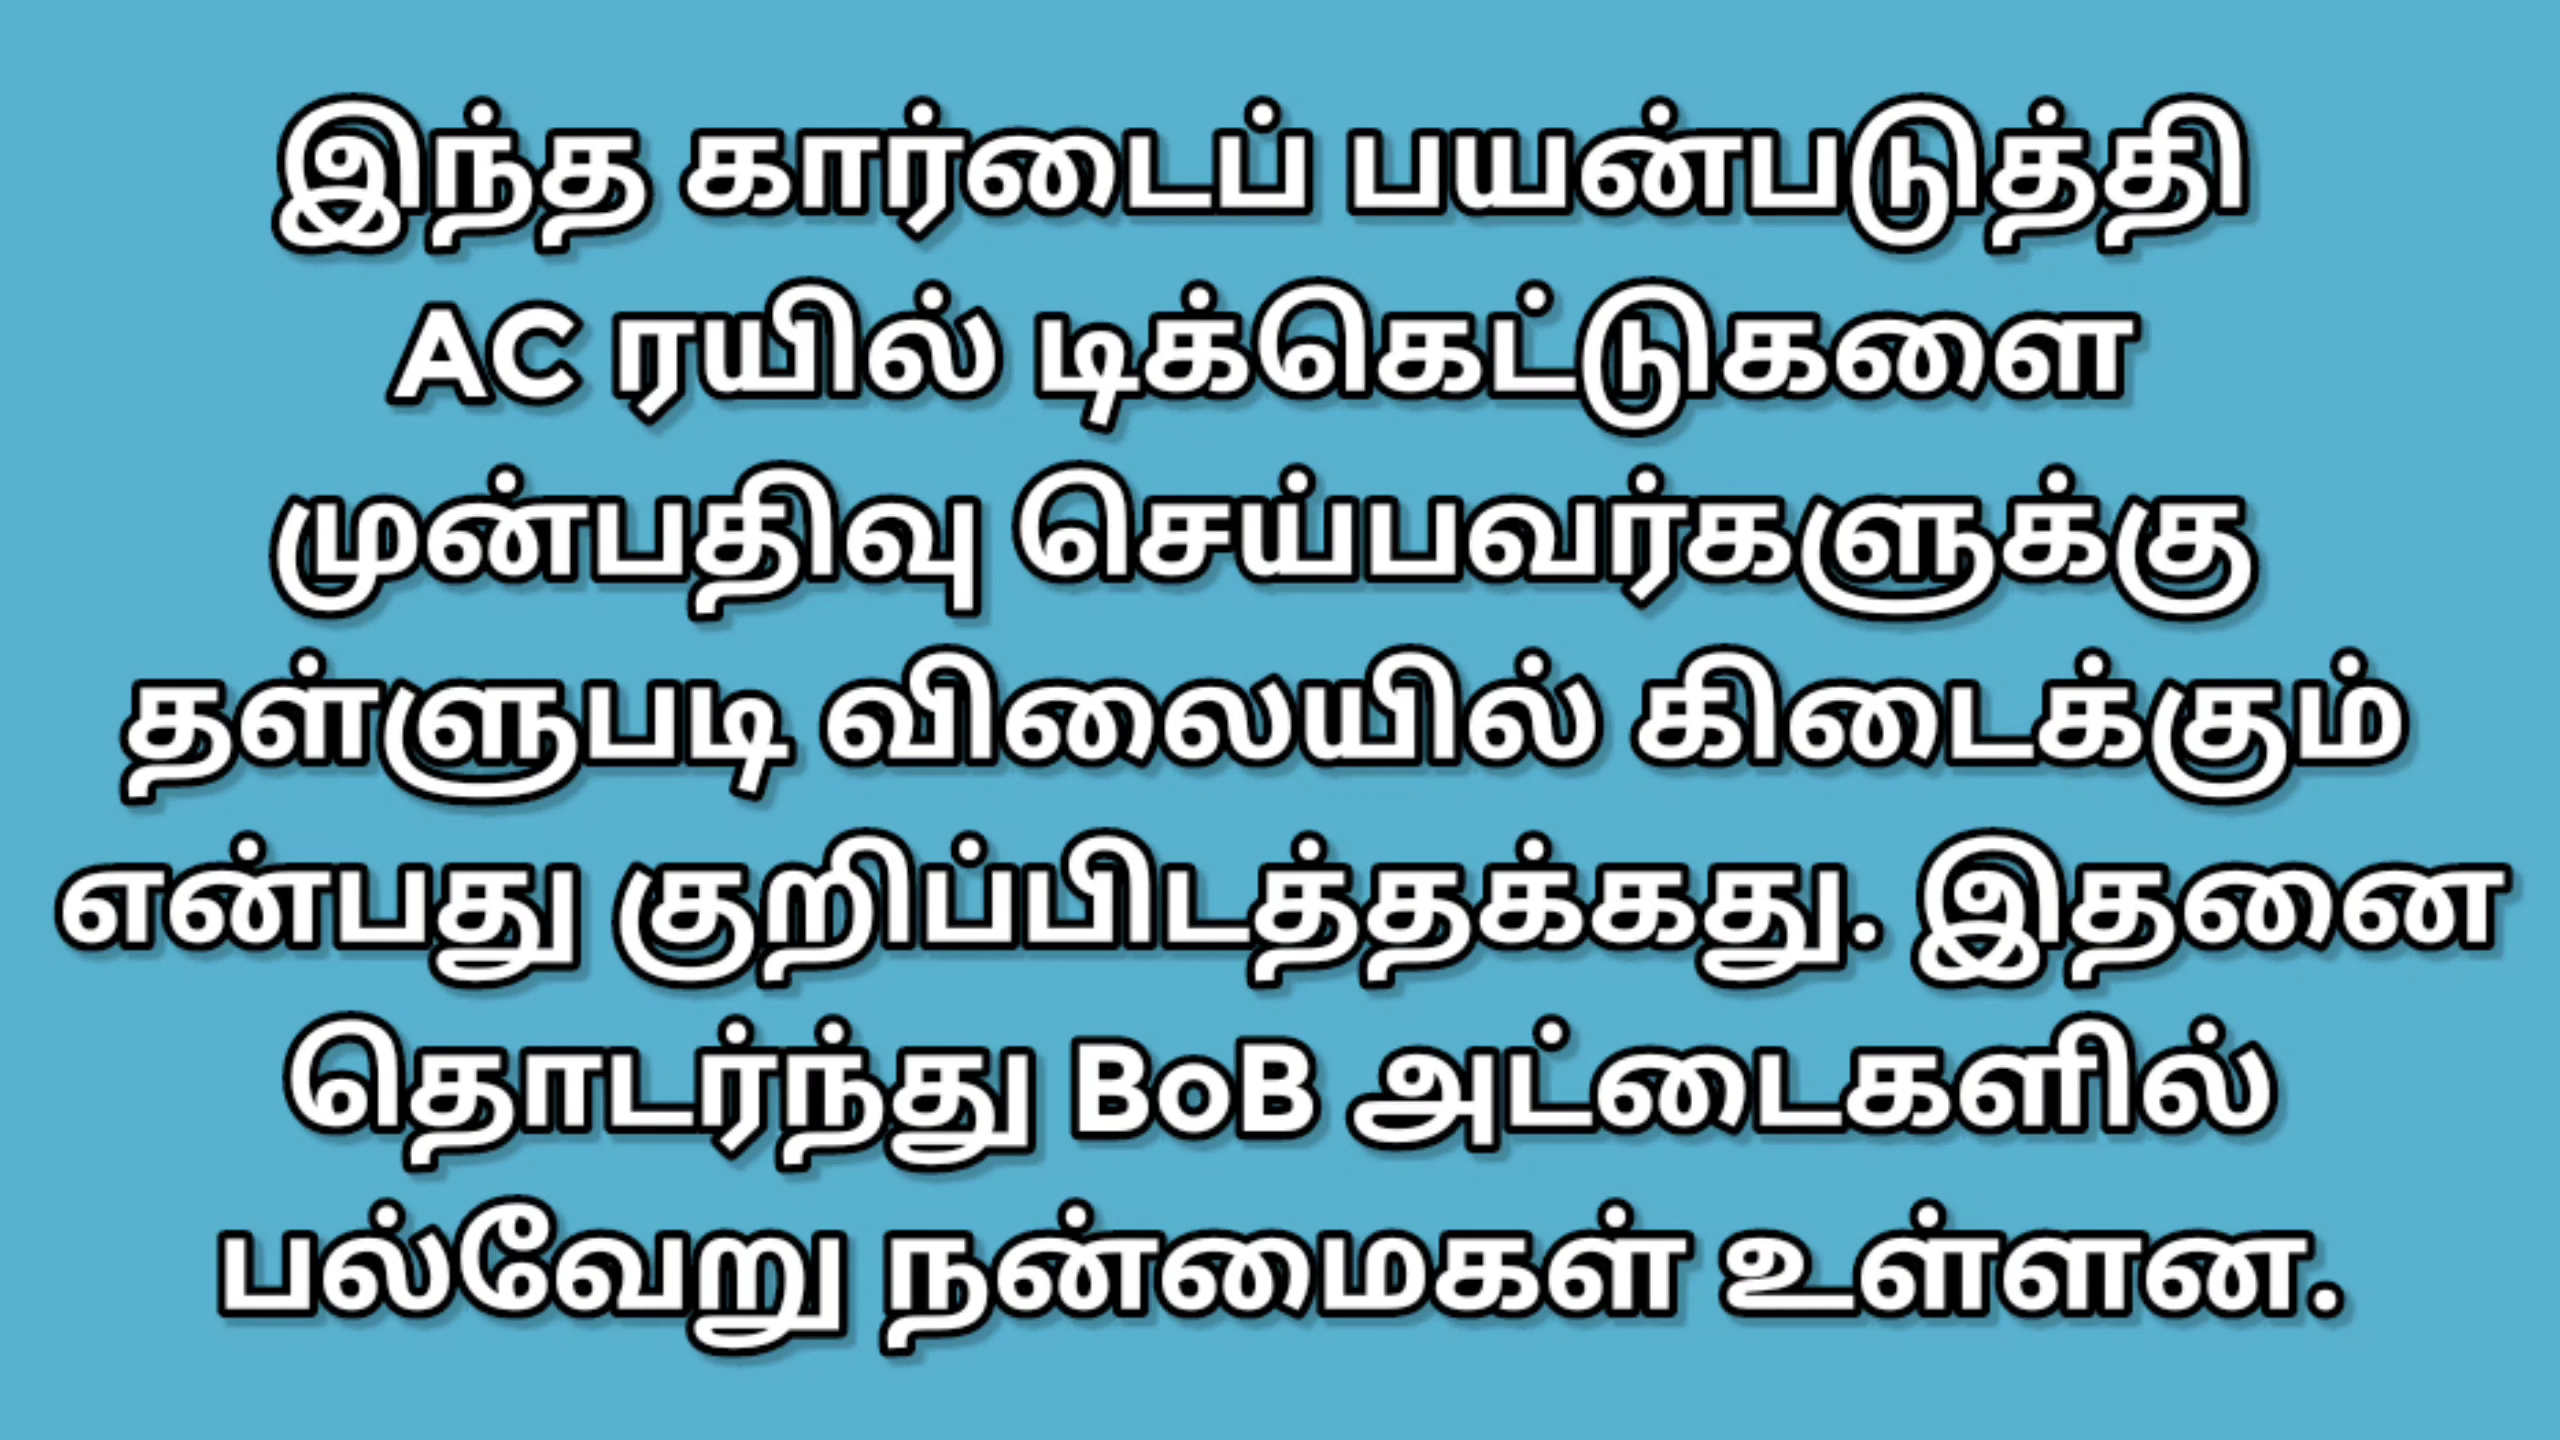 இந்த கார்டைப் பயன்படுத்தி
AC ரயில் டிக்கெட்டுகளை
முன்பதிவு செய்பவர்களுக்கு
தள்ளுபடி விலையில் கிடைக்கும்
என்பது குறிப்பிடத்தக்கது. இதனை
தொடர்ந்து BoB அட்டைகளில்
பல்வேறு நன்மைகள் உள்ளன.